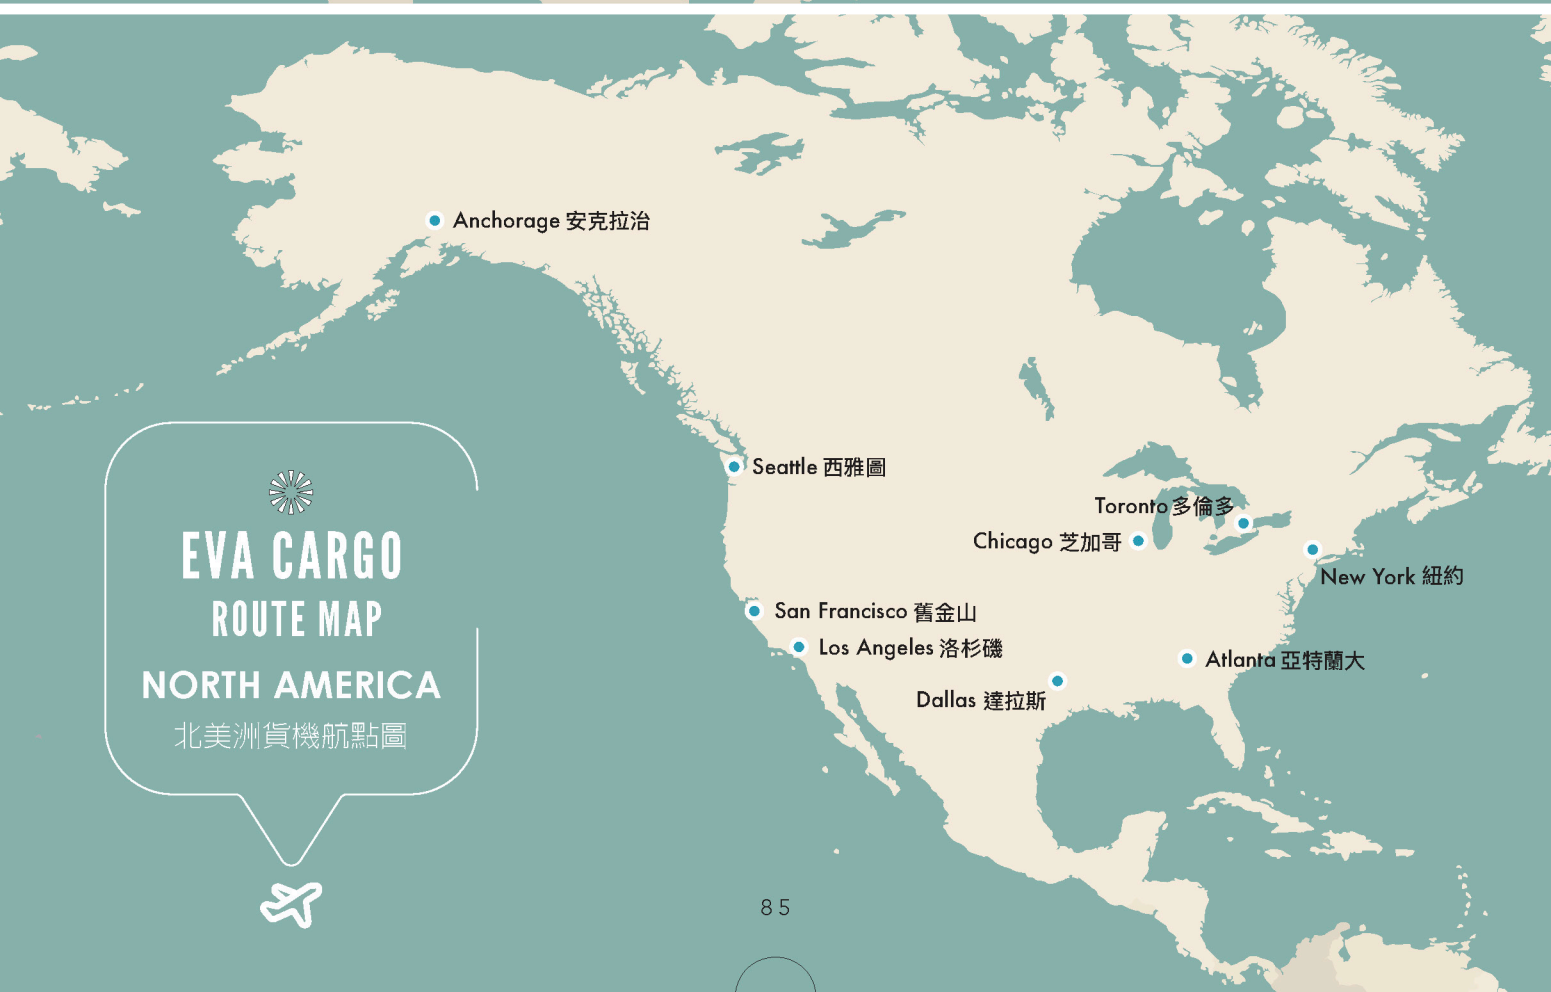 Anchorage 安克拉治
Seattle 西雅圖
Toronto 多倫多
Chicago 芝加哥
New York 紐約
San Francisco 舊金山
Los Angeles 洛杉磯
Atlanta 亞特蘭大
Dallas 達拉斯
EVA CARGO
ROUTE MAP
NORTH AMERICA
北美洲貨機航點圖
85